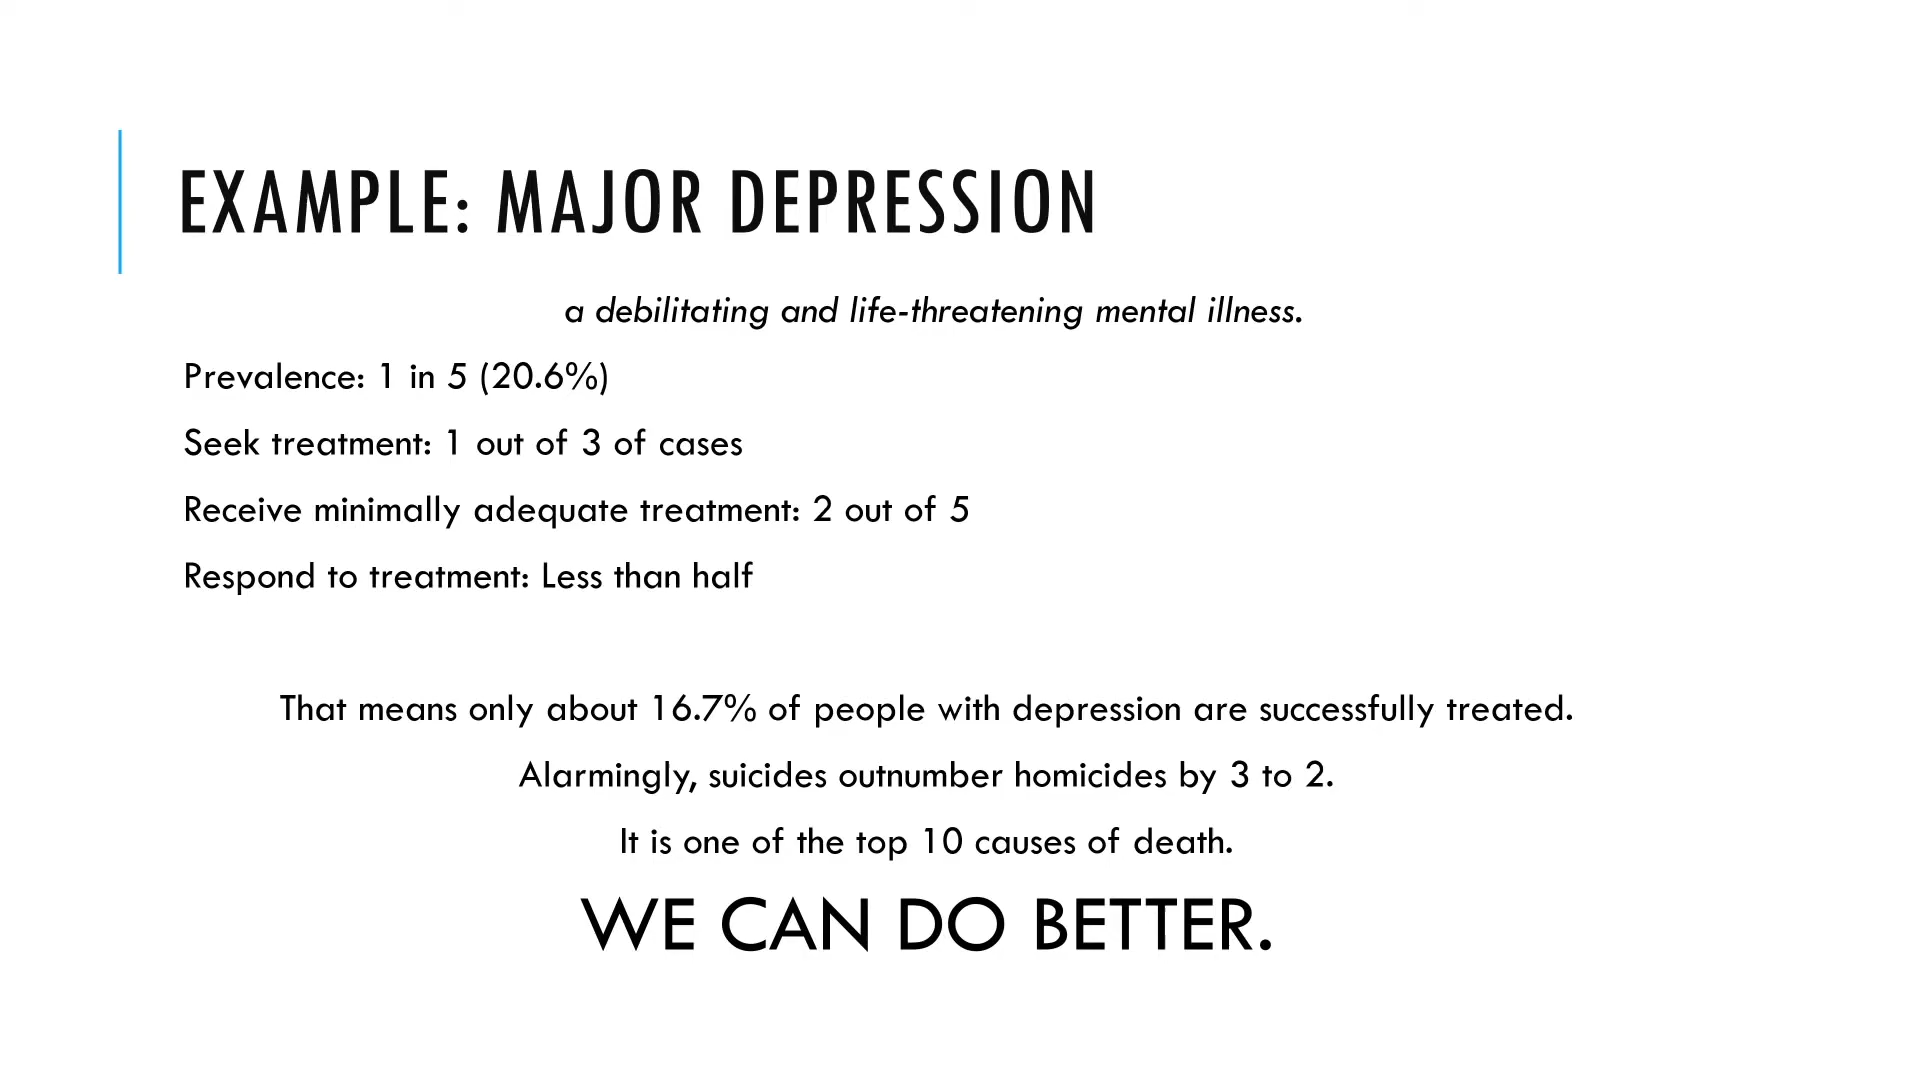 EXAMPLE: MAJOR DEPRESSION
a debilitating and life-threatening mental illness.
Prevalence: 1 in 5 (20.6%)
Seek treatment: 1 out of 3 of cases
Receive minimally adequate treatment: 2 out of 5
Respond to treatment: Less than half
That means only about 16.7% of people with depression are successfully treated.
Alarmingly, suicides outnumber homicides by 3 to 2.
It is one of the top 10 causes of death.
WE CAN DO BETTER.